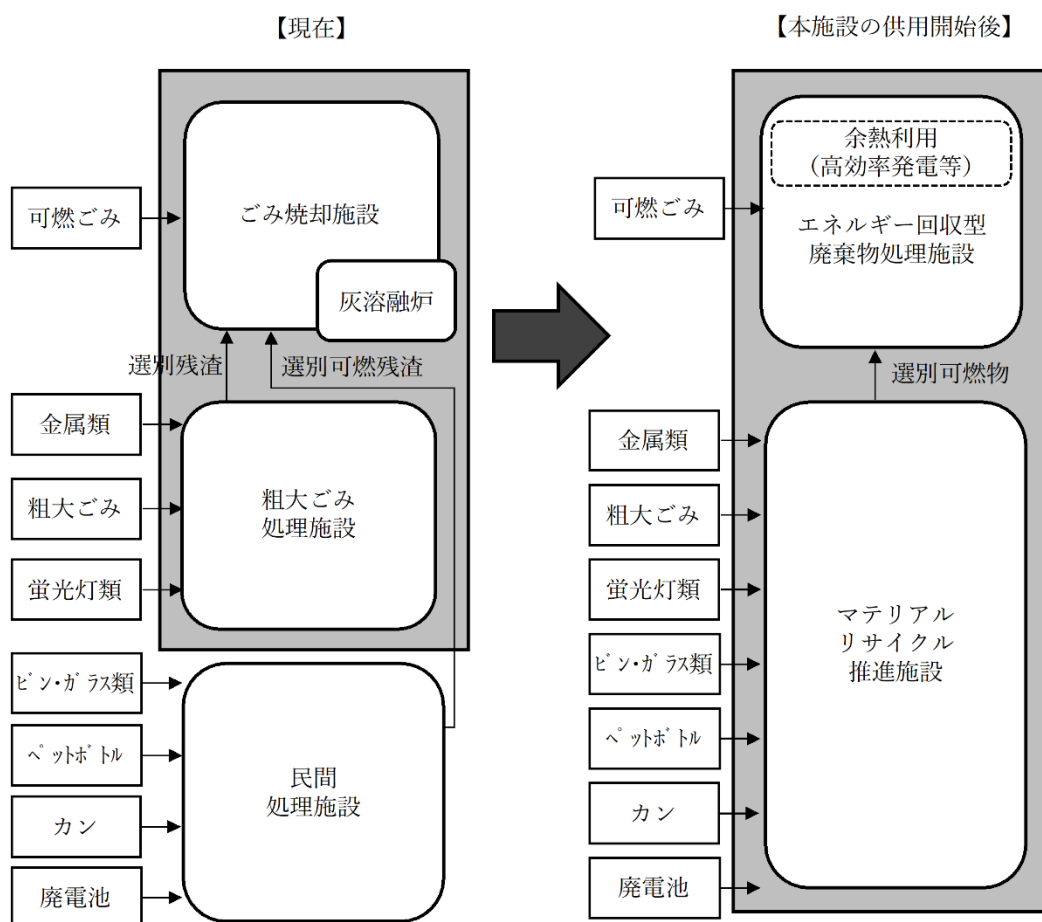 【現在】
可燃ごみ
ごみ焼却施設
灰溶融炉
選別残渣
選別可燃残渣
金属類
粗大ごみ
蛍光灯類
粗大ごみ
処理施設
ビン・ガラス類
ペットボトル
カン
廃電池
民間
処理施設
【本施設の供用開始後】
可燃ごみ
余熱利用
（高効率発電等）
エネルギー回収型
廃棄物処理施設
選別可燃物
金属類
粗大ごみ
蛍光灯類
ビン・ガラス類
ペットボトル
カン
廃電池
マテリアル
リサイクル
推進施設